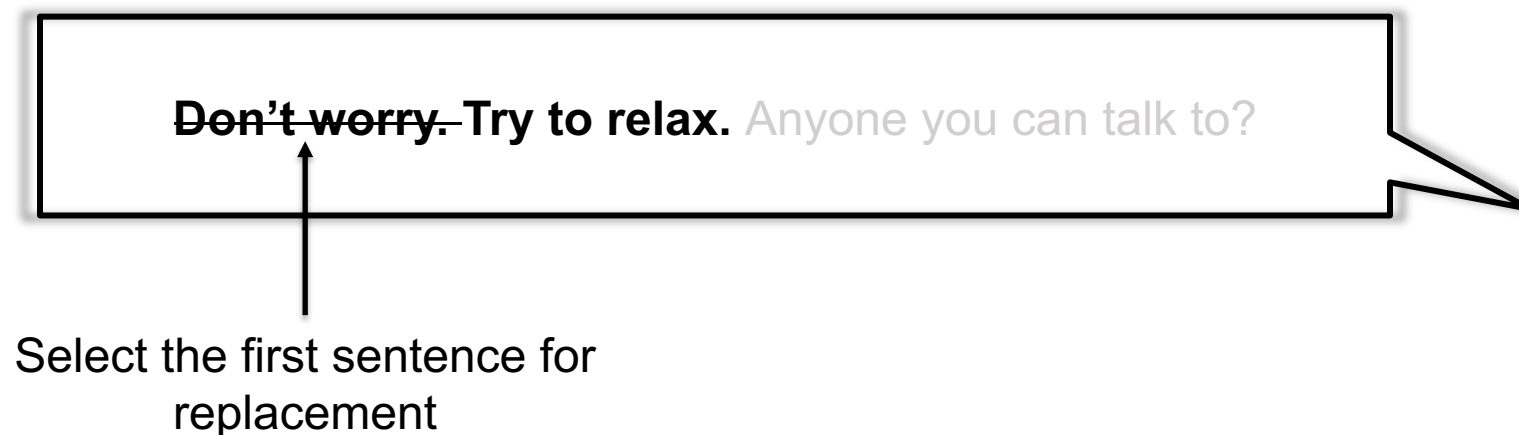 Don't worry. Try to relax. Anyone you can talk to?
Select the first sentence for
replacement